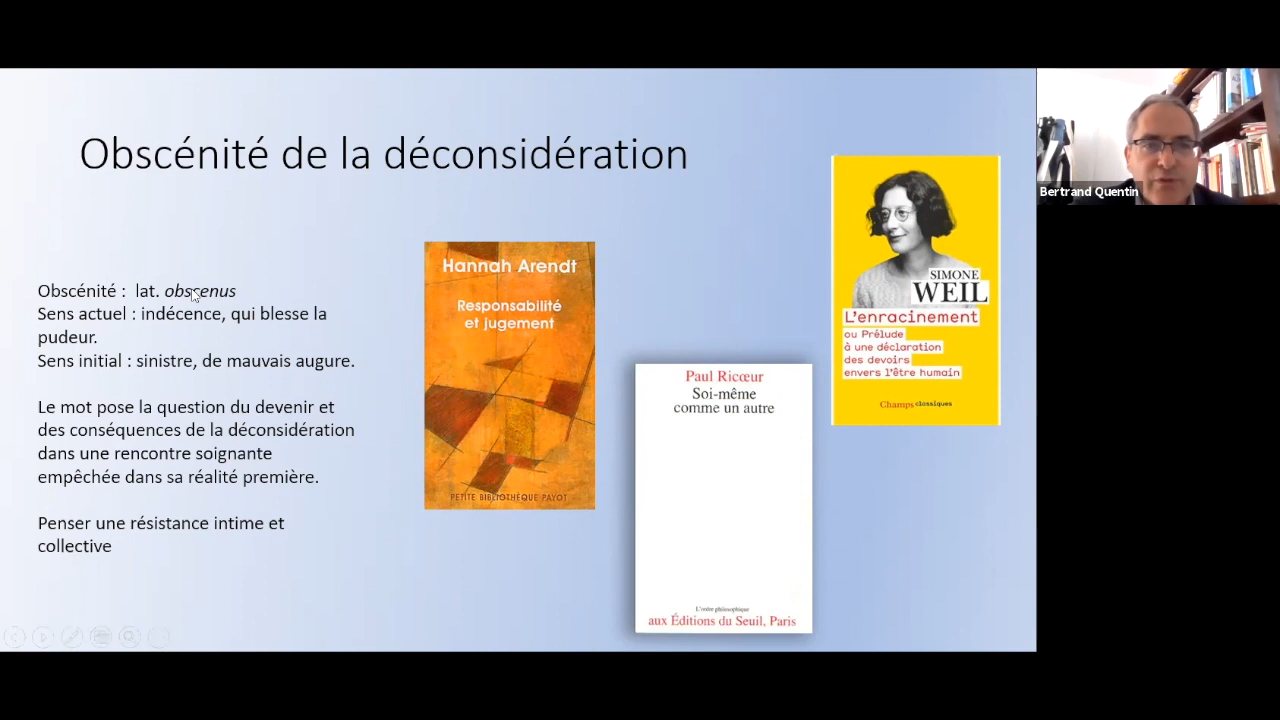 Obscénité de la déconsidération
Obscénité : lat. obscenus
Sens actuel : indécence, qui blesse la
pudeur.
Sens initial : sinistre, de mauvais augure.
Le mot pose la question du devenir et
des conséquences de la déconsidération
dans une rencontre soignante
empêchée dans sa réalité première.
Penser une résistance intime et
collective
Hannah Arendt
Responsabilité
et jugement
PETITE BIBLIOTHÈQUE PAYOT
Paul Ricœur
Soi-même
comme un autre
L'ordre philosophique
aux Éditions du Seuil, Paris
SIMONE
WEIL
L'enracinement
ou Prélude
à une déclaration
des devoirs
envers l'être humain
Champs classiques
Bertrand Quentin